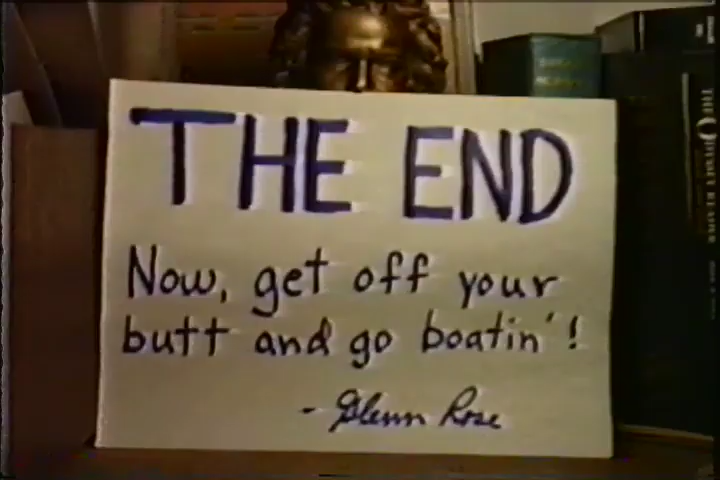 THE END
Now, get off your
butt and go boatin'!
- Glenn Rose